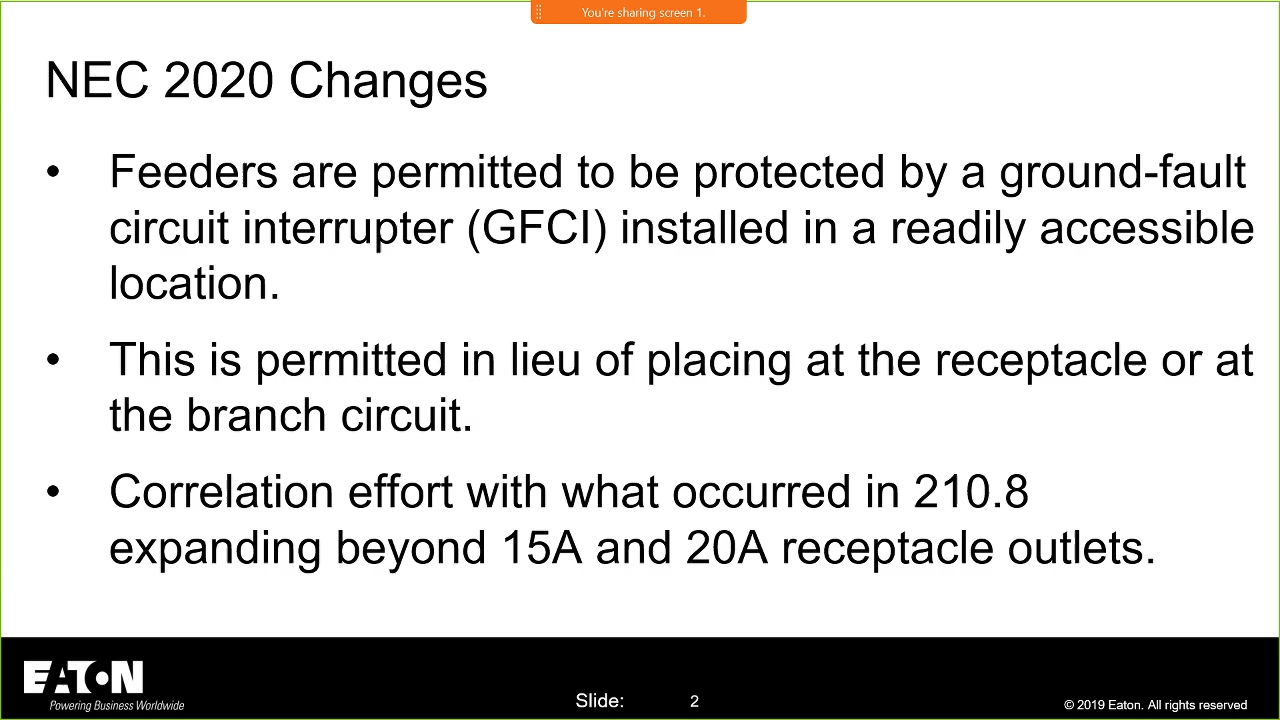 You're sharing screen 1.
NEC 2020 Changes
• Feeders are permitted to be protected by a ground-fault
circuit interrupter (GFCI) installed in a readily accessible
location.
• This is permitted in lieu of placing at the receptacle or at
the branch circuit.
• Correlation effort with what occurred in 210.8
expanding beyond 15A and 20A receptacle outlets.
EATON
Powering Business Worldwide
Slide: 2
© 2019 Eaton. All rights reserved